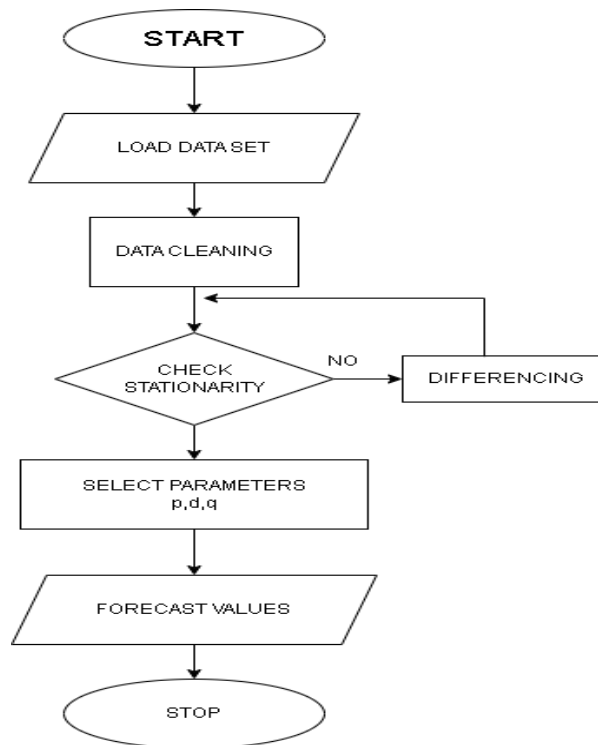 START
LOAD DATA SET
DATA CLEANING
CHECK
STATIONARITY
NO
DIFFERENCING
SELECT PARAMETERS
p,d,q
FORECAST VALUES
STOP